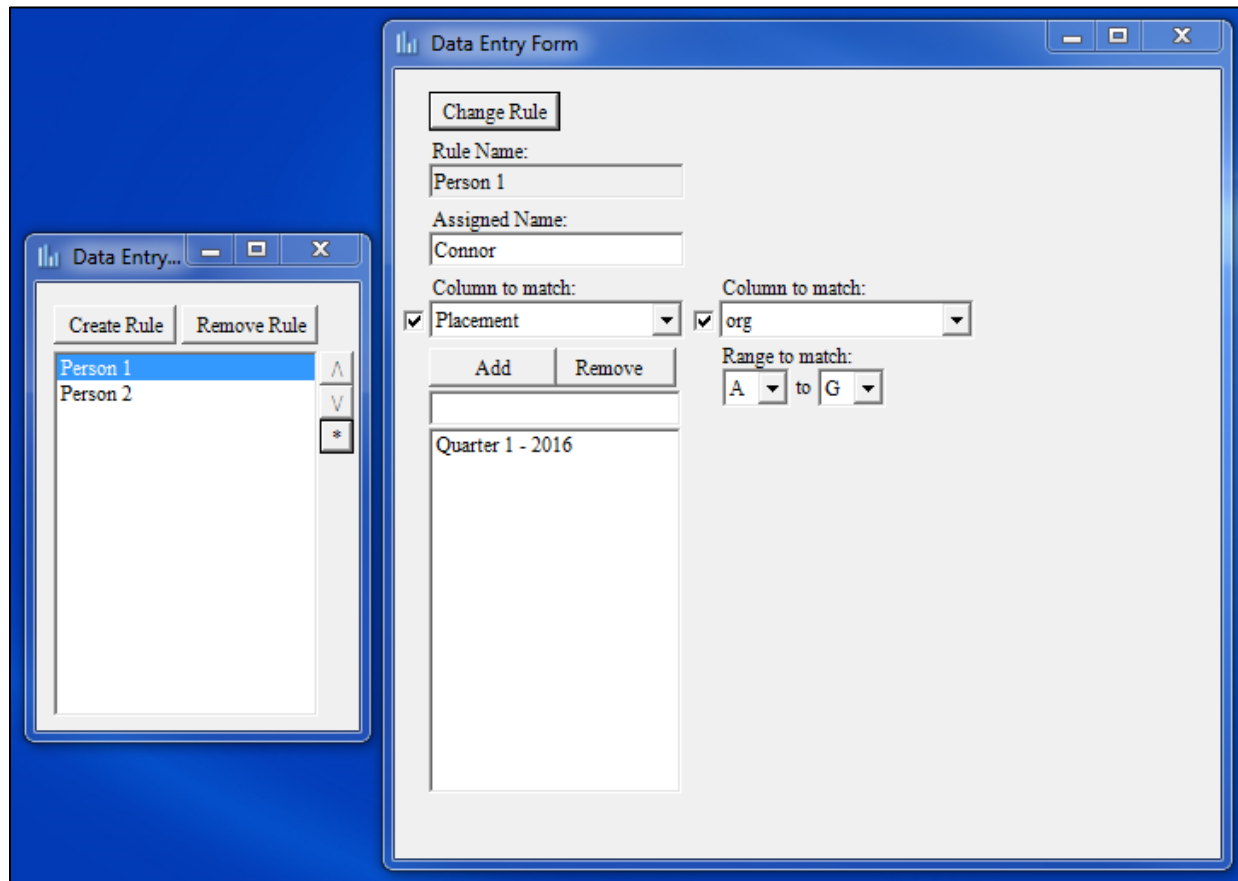 Data Entry...
Create Rule
Remove Rule
Person 1
Person 2
Λ
V
*
Data Entry Form
X
X
Change Rule
Rule Name:
Person 1
Assigned Name:
Connor
Column to match:
Placement
Add
Remove
Quarter 1 - 2016
Column to match:
org
Range to match:
A to G